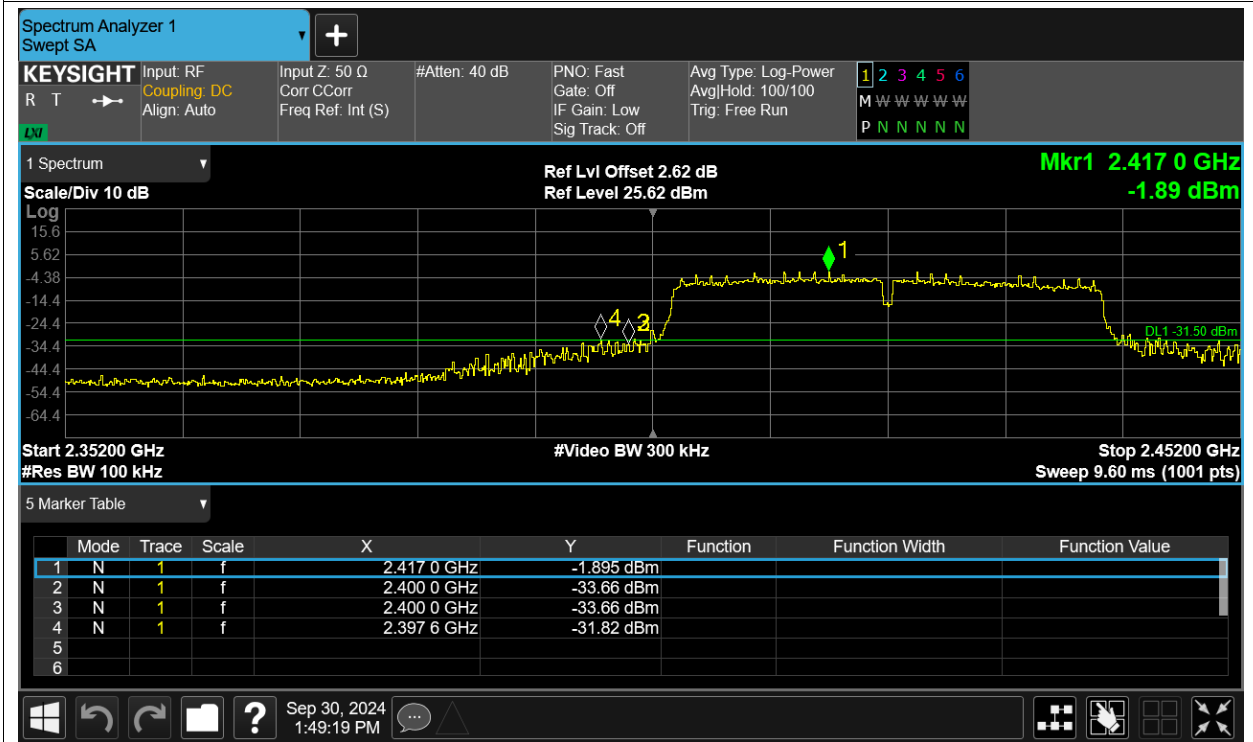 Spectrum Analyzer 1
Swept SA
+
KEYSIGHT Input: RF Input Z: 50 Ω #Atten: 40 dB PNO: Fast Avg Type: Log-Power 1 2 3 4 5 6
R T Coupling: DC Corr CCorr Gate: Off Avg|Hold: 100/100 M W W W W W
Align: Auto Freq Ref: Int (S) IF Gain: Low Trig: Free Run P N N N N N
LXI Sig Track: Off
1 Spectrum Ref Lvl Offset 2.62 dB Mkr1 2.417 0 GHz
Scale/Div 10 dB Ref Level 25.62 dBm -1.89 dBm
Log
15.6
5.62 1
-4.38
-14.4
-24.4 4 DL1 -31.50 dBm
-34.4
-44.4
-54.4
-64.4
Start 2.35200 GHz #Video BW 300 kHz Stop 2.45200 GHz
#Res BW 100 kHz Sweep 9.60 ms (1001 pts)
5 Marker Table
Mode Trace Scale X Y Function Function Width Function Value
1 N 1 f 2.417 0 GHz -1.895 dBm
2 N 1 f 2.400 0 GHz -33.66 dBm
3 N 1 f 2.400 0 GHz -33.66 dBm
4 N 1 f 2.397 6 GHz -31.82 dBm
5
6
? Sep 30, 2024
1:49:19 PM